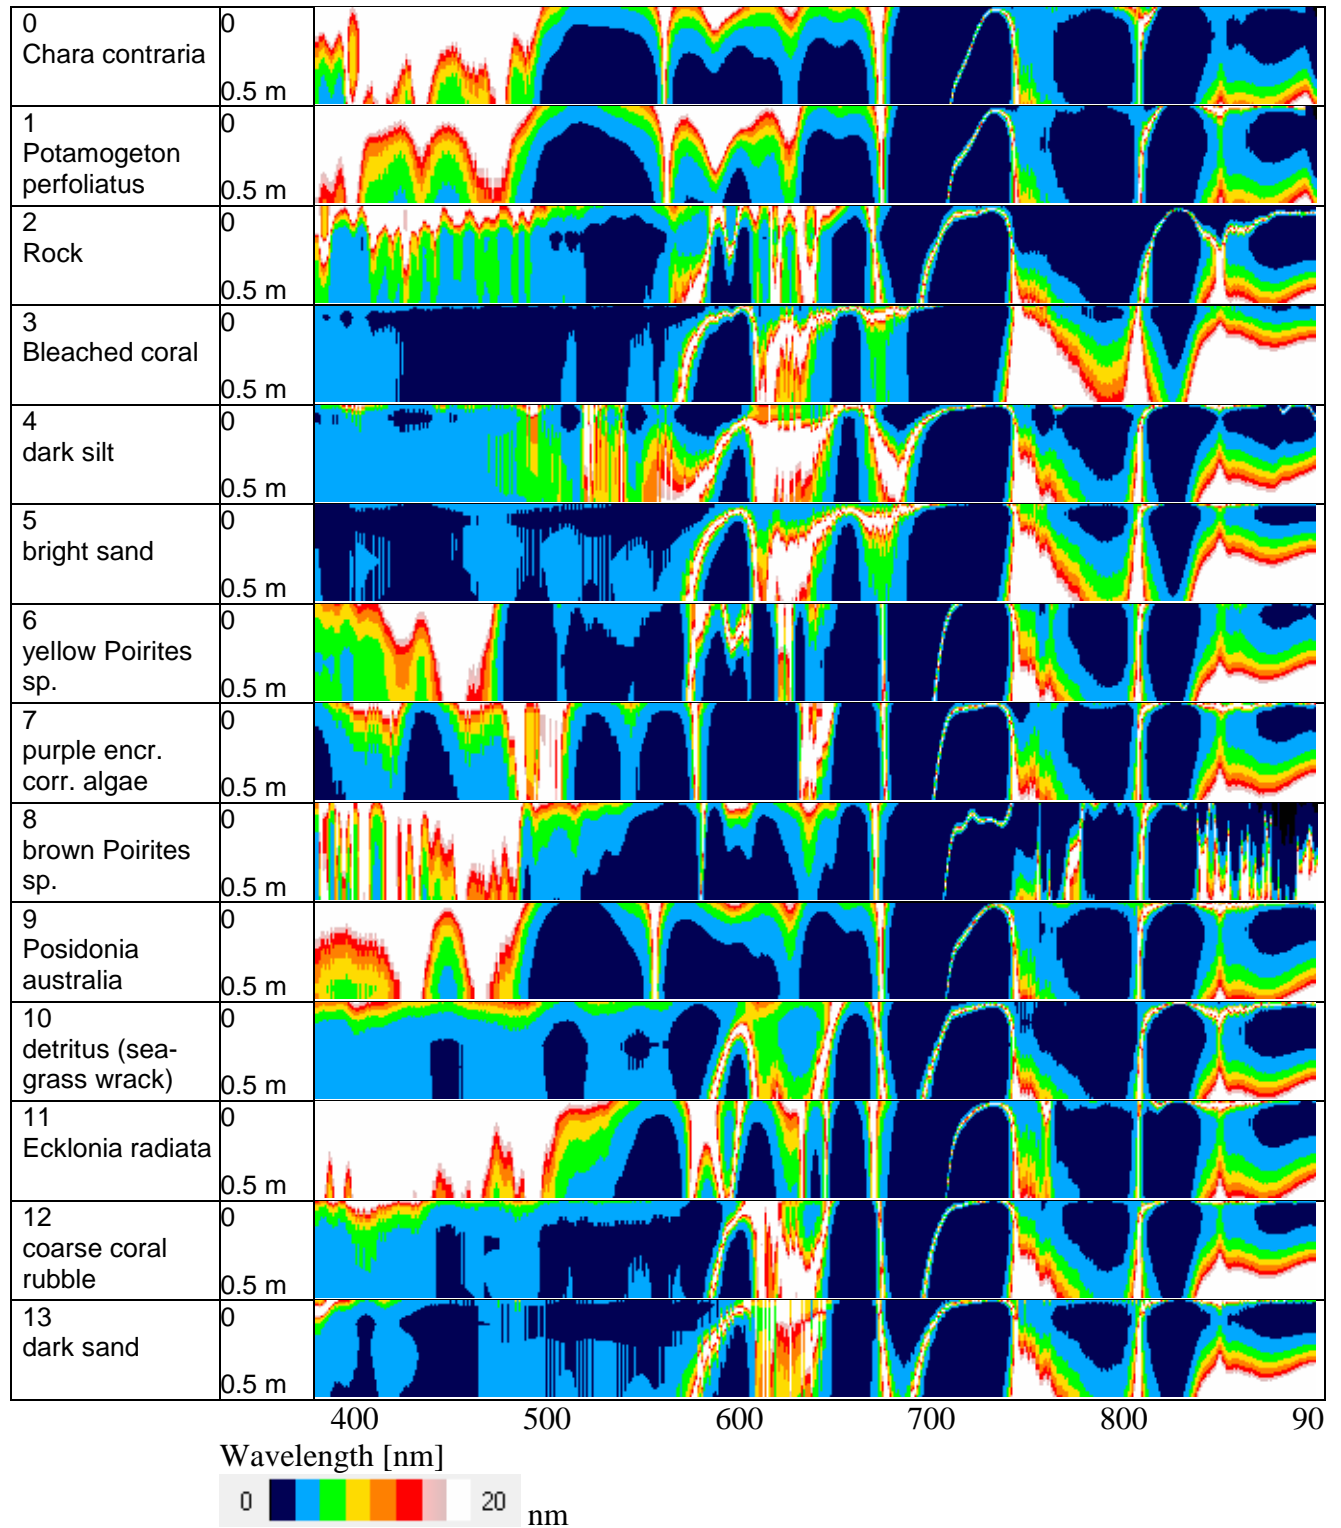 0
Chara contraria
0
0.5 m
1
Potamogeton
perfoliatus
0
0.5 m
2
Rock
0
0.5 m
3
Bleached coral
0
0.5 m
4
dark silt
0
0.5 m
5
bright sand
0
0.5 m
6
yellow Poirites
sp.
0
0.5 m
7
purple encr.
corr. algae
0
0.5 m
8
brown Poirites
sp.
0
0.5 m
9
Posidonia
australia
0
0.5 m
10
detritus (sea-
grass wrack)
0
0.5 m
11
Ecklonia radiata
0
0.5 m
12
coarse coral
rubble
0
0.5 m
13
dark sand
0
0.5 m
400 500 600 700 800 90
Wavelength [nm]
0 20 nm